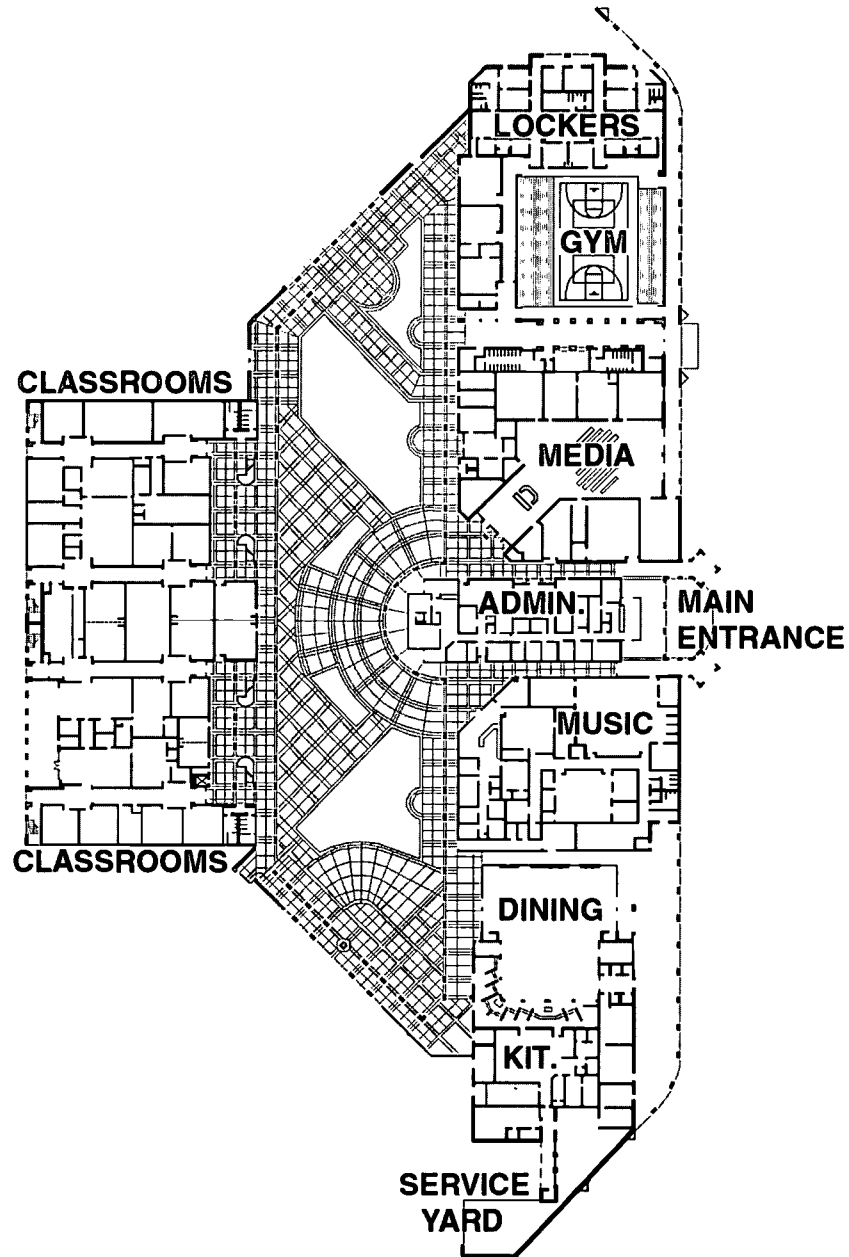 LOCKERS
GYM
CLASSROOMS
MEDIA
ADMIN.
MAIN
ENTRANCE
MUSIC
CLASSROOMS
DINING
KIT.
SERVICE
YARD